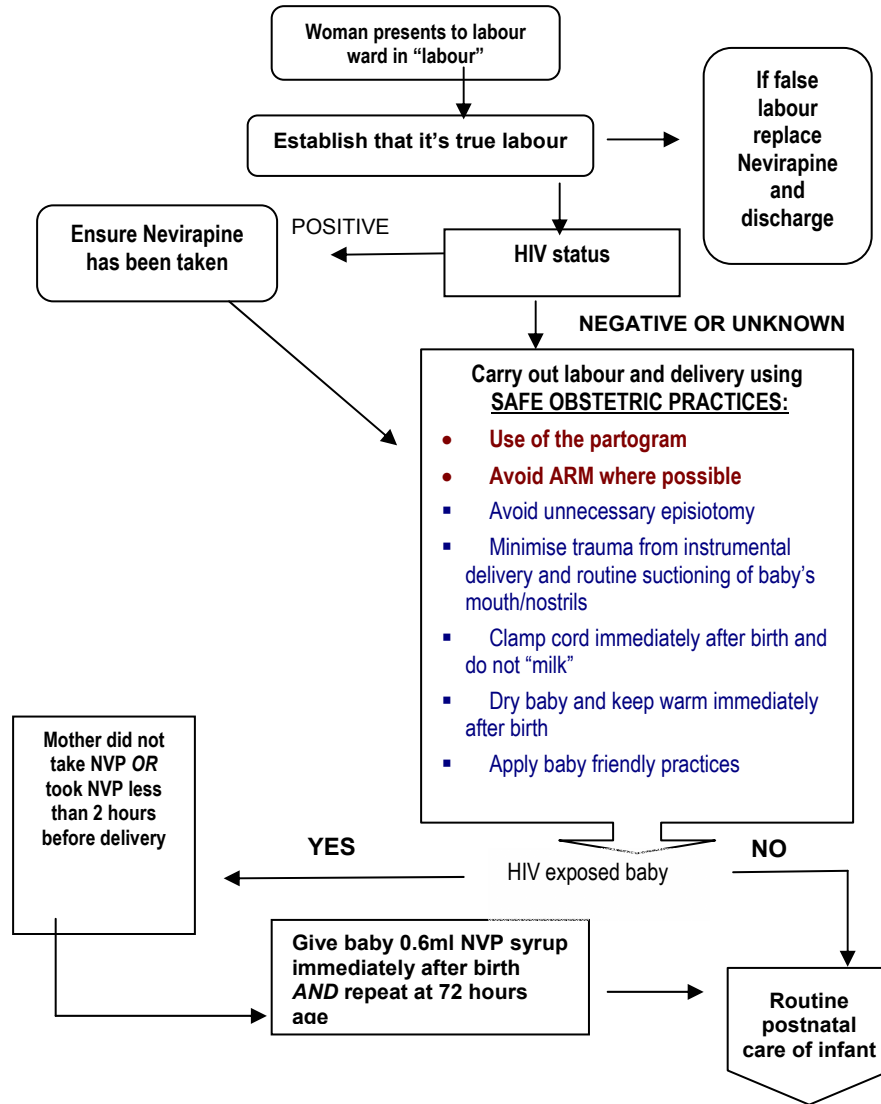 Woman presents to labour
ward in “labour”
If false
labour
replace
Nevirapine
and
discharge
Establish that it’s true labour
Ensure Nevirapine
has been taken
POSITIVE
HIV status
NEGATIVE OR UNKNOWN
Carry out labour and delivery using
SAFE OBSTETRIC PRACTICES:
• Use of the partogram
• Avoid ARM where possible
▪ Avoid unnecessary episiotomy
▪ Minimise trauma from instrumental
delivery and routine suctioning of baby’s
mouth/nostrils
▪ Clamp cord immediately after birth and
do not “milk”
▪ Dry baby and keep warm immediately
after birth
▪ Apply baby friendly practices
Mother did not
take NVP OR
took NVP less
than 2 hours
before delivery
YES
HIV exposed baby
NO
Give baby 0.6ml NVP syrup
immediately after birth
AND repeat at 72 hours
age
Routine
postnatal
care of infant